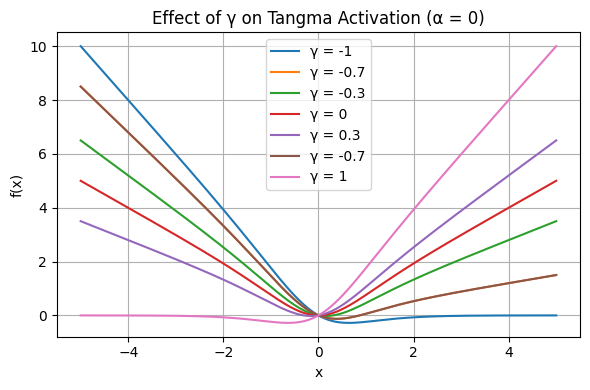 Effect of γ on Tangma Activation (α = 0)
γ = -1
γ = -0.7
γ = -0.3
γ = 0
γ = 0.3
γ = -0.7
γ = 1
f(x)
10
8
6
4
2
0
−4
−2
0
2
4
x